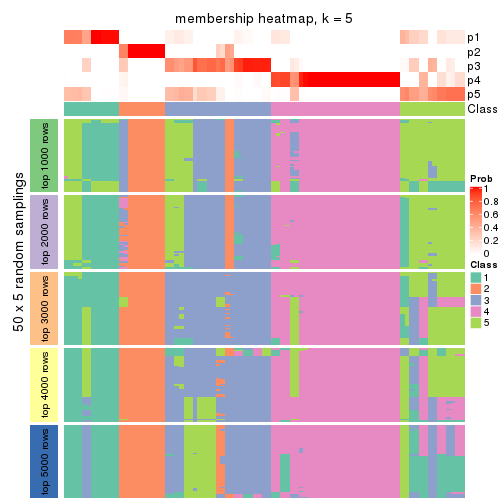 membership heatmap, k = 5
p1
p2
p3
p4
p5
Class
50 x 5 random samplings
top 1000 rows
top 2000 rows
top 3000 rows
top 4000 rows
top 5000 rows
Prob
1
0.8
0.6
0.4
0.2
0
Class
1
2
3
4
5